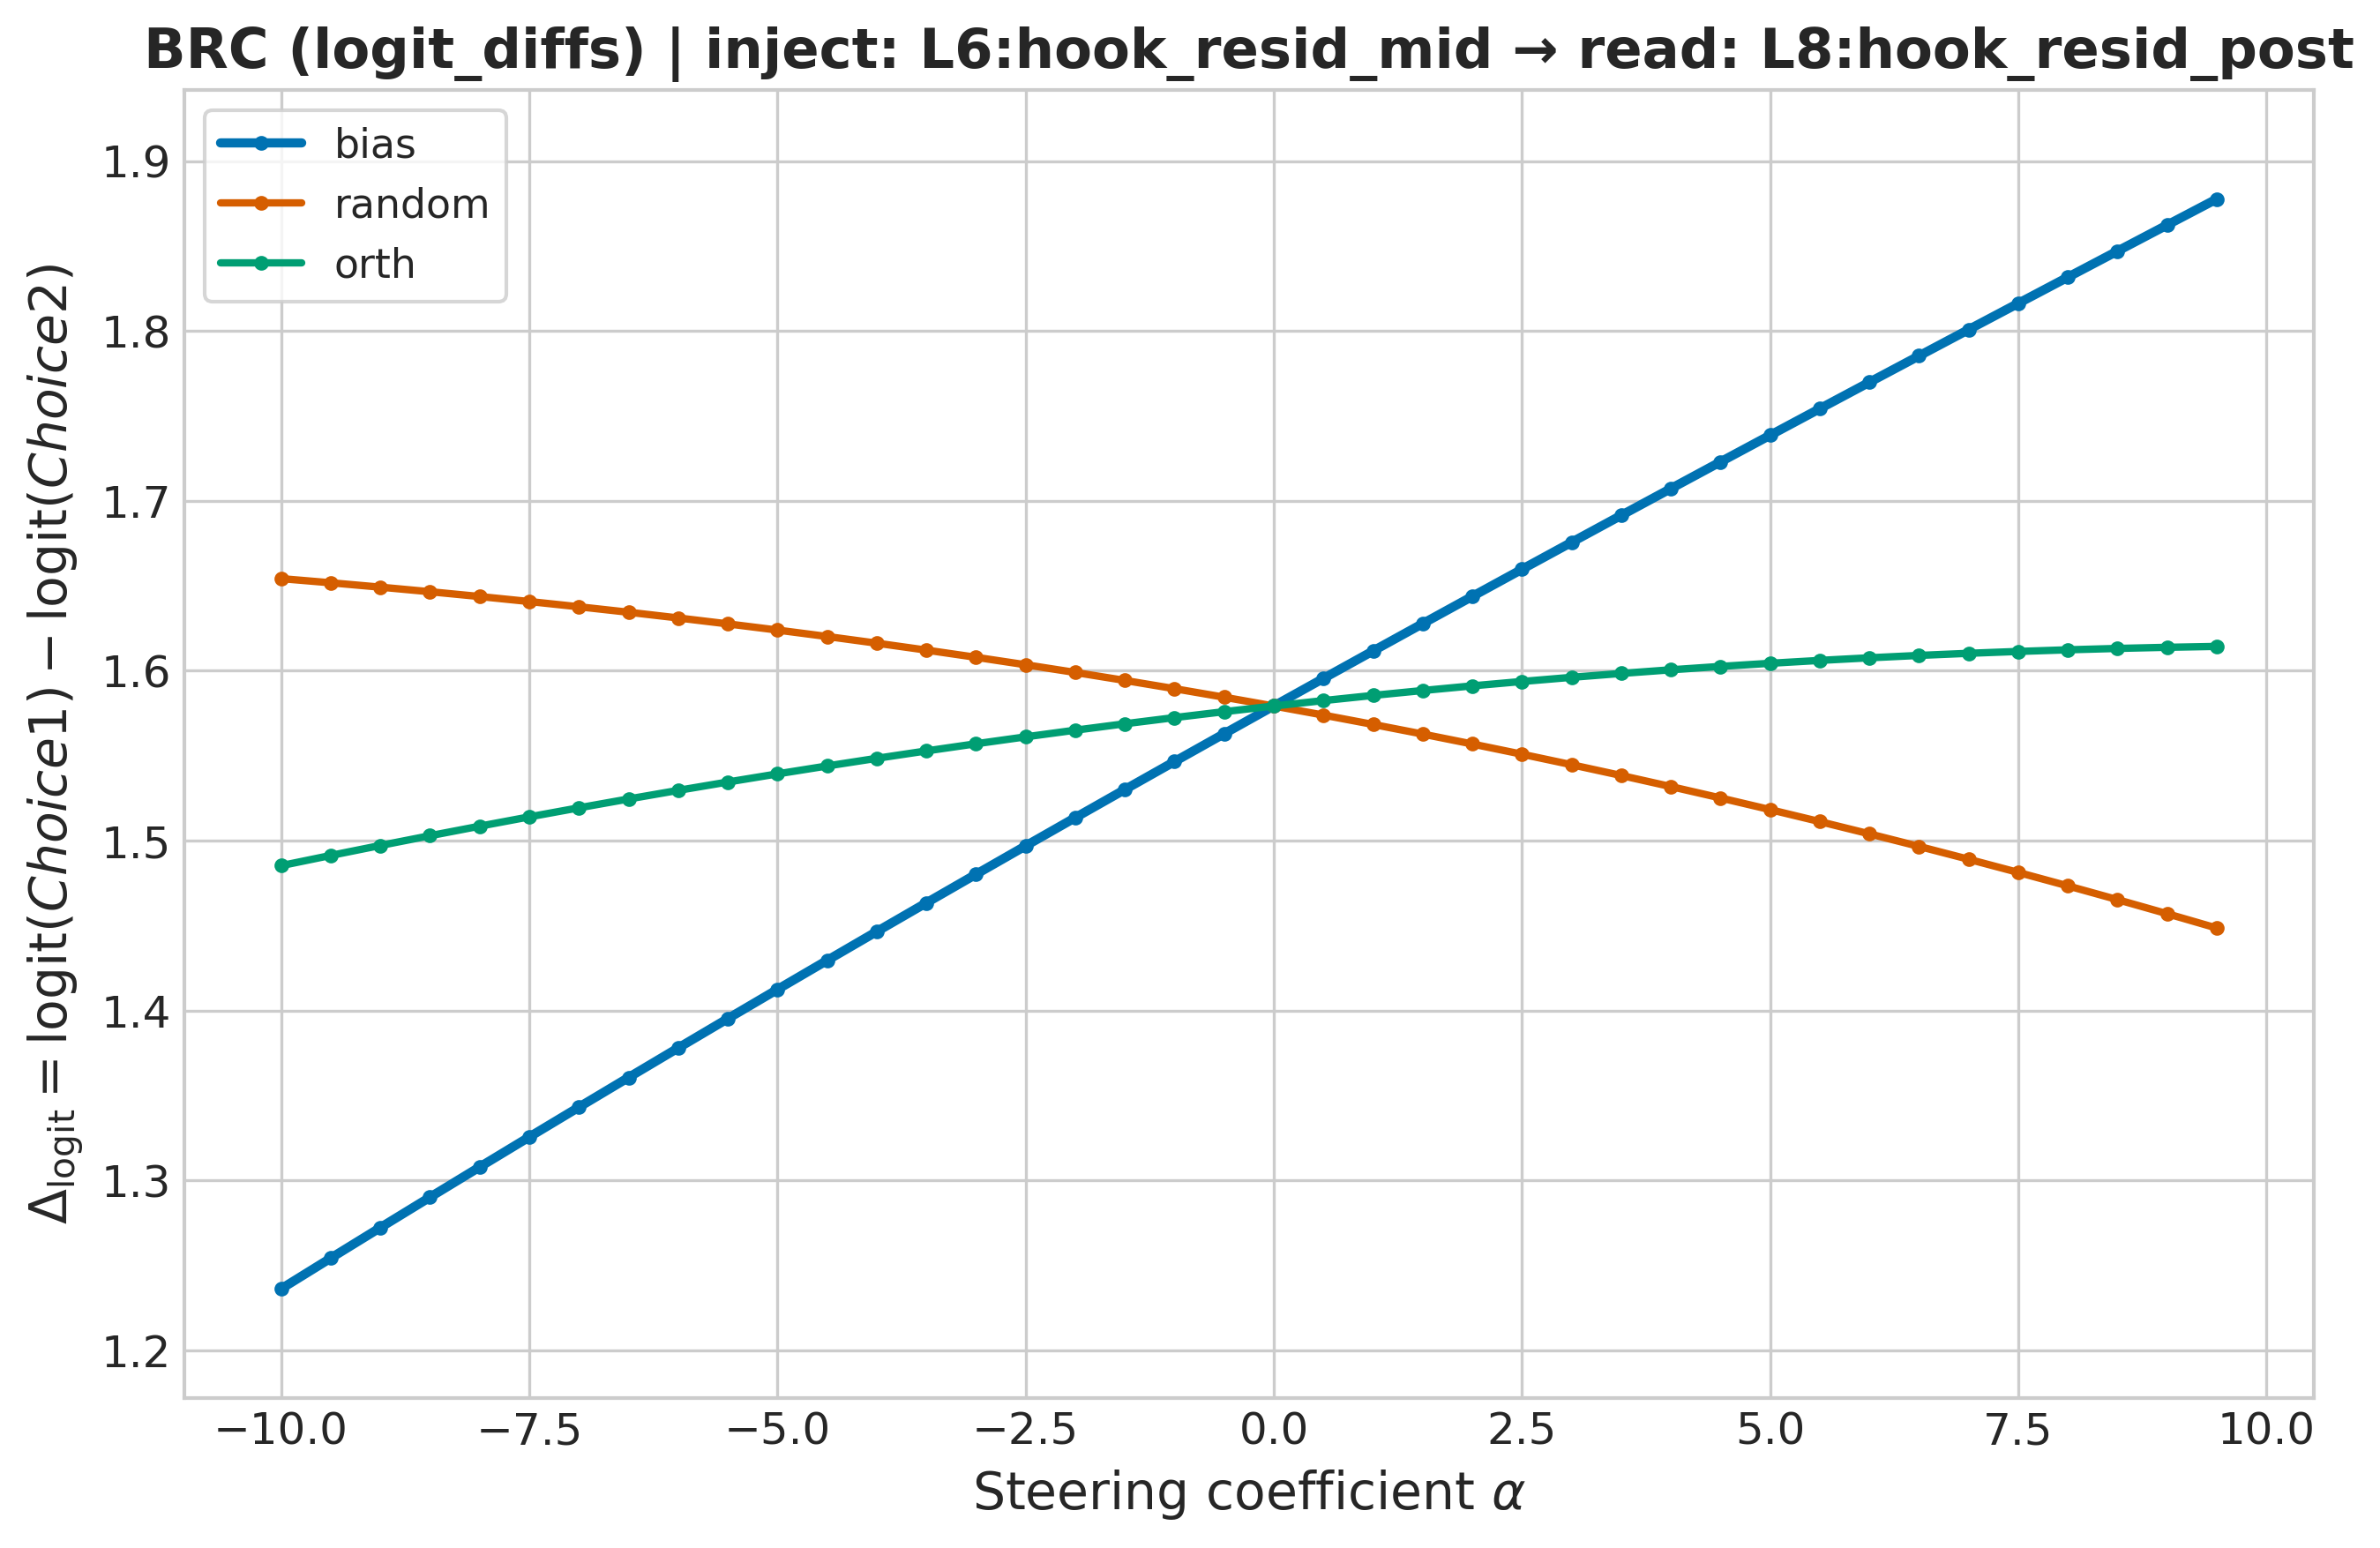 BRC (logit_diffs) | inject: L6:hook_resid_mid → read: L8:hook_resid_post
bias
random
orth
1.9
1.8
1.7
1.6
1.5
1.4
1.3
1.2
Δlogit = logit(Choice1) − logit(Choice2)
−10.0 −7.5 −5.0 −2.5 0.0 2.5 5.0 7.5 10.0
Steering coefficient α